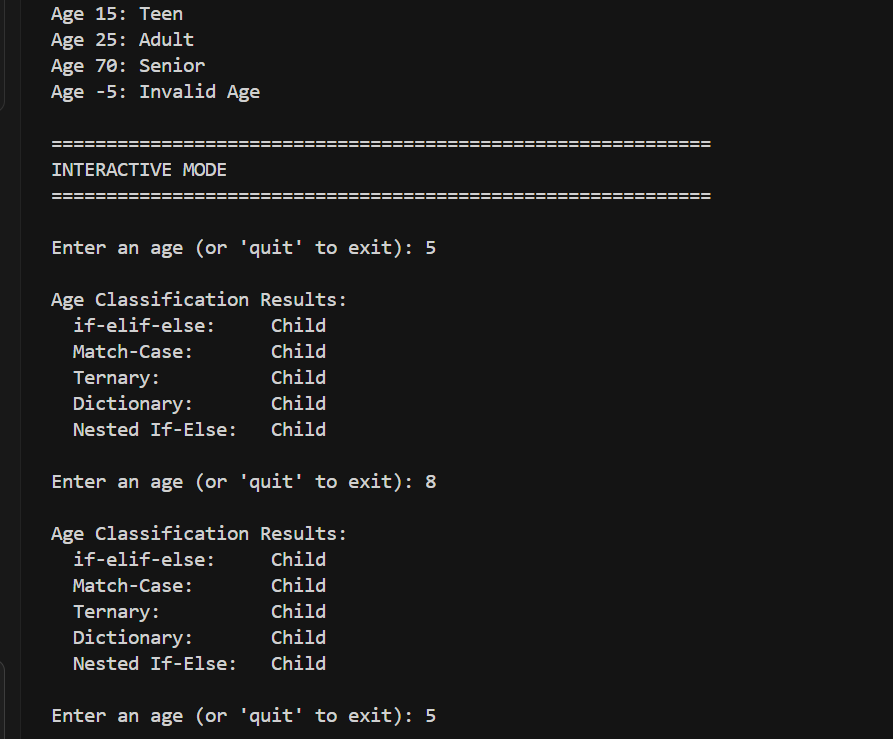 Age 15: Teen
Age 25: Adult
Age 70: Senior
Age -5: Invalid Age
============================================================
INTERACTIVE MODE
============================================================
Enter an age (or 'quit' to exit): 5
Age Classification Results:
  if-elif-else:     Child
  Match-Case:       Child
  Ternary:          Child
  Dictionary:       Child
  Nested If-Else:   Child
Enter an age (or 'quit' to exit): 8
Age Classification Results:
  if-elif-else:     Child
  Match-Case:       Child
  Ternary:          Child
  Dictionary:       Child
  Nested If-Else:   Child
Enter an age (or 'quit' to exit): 5